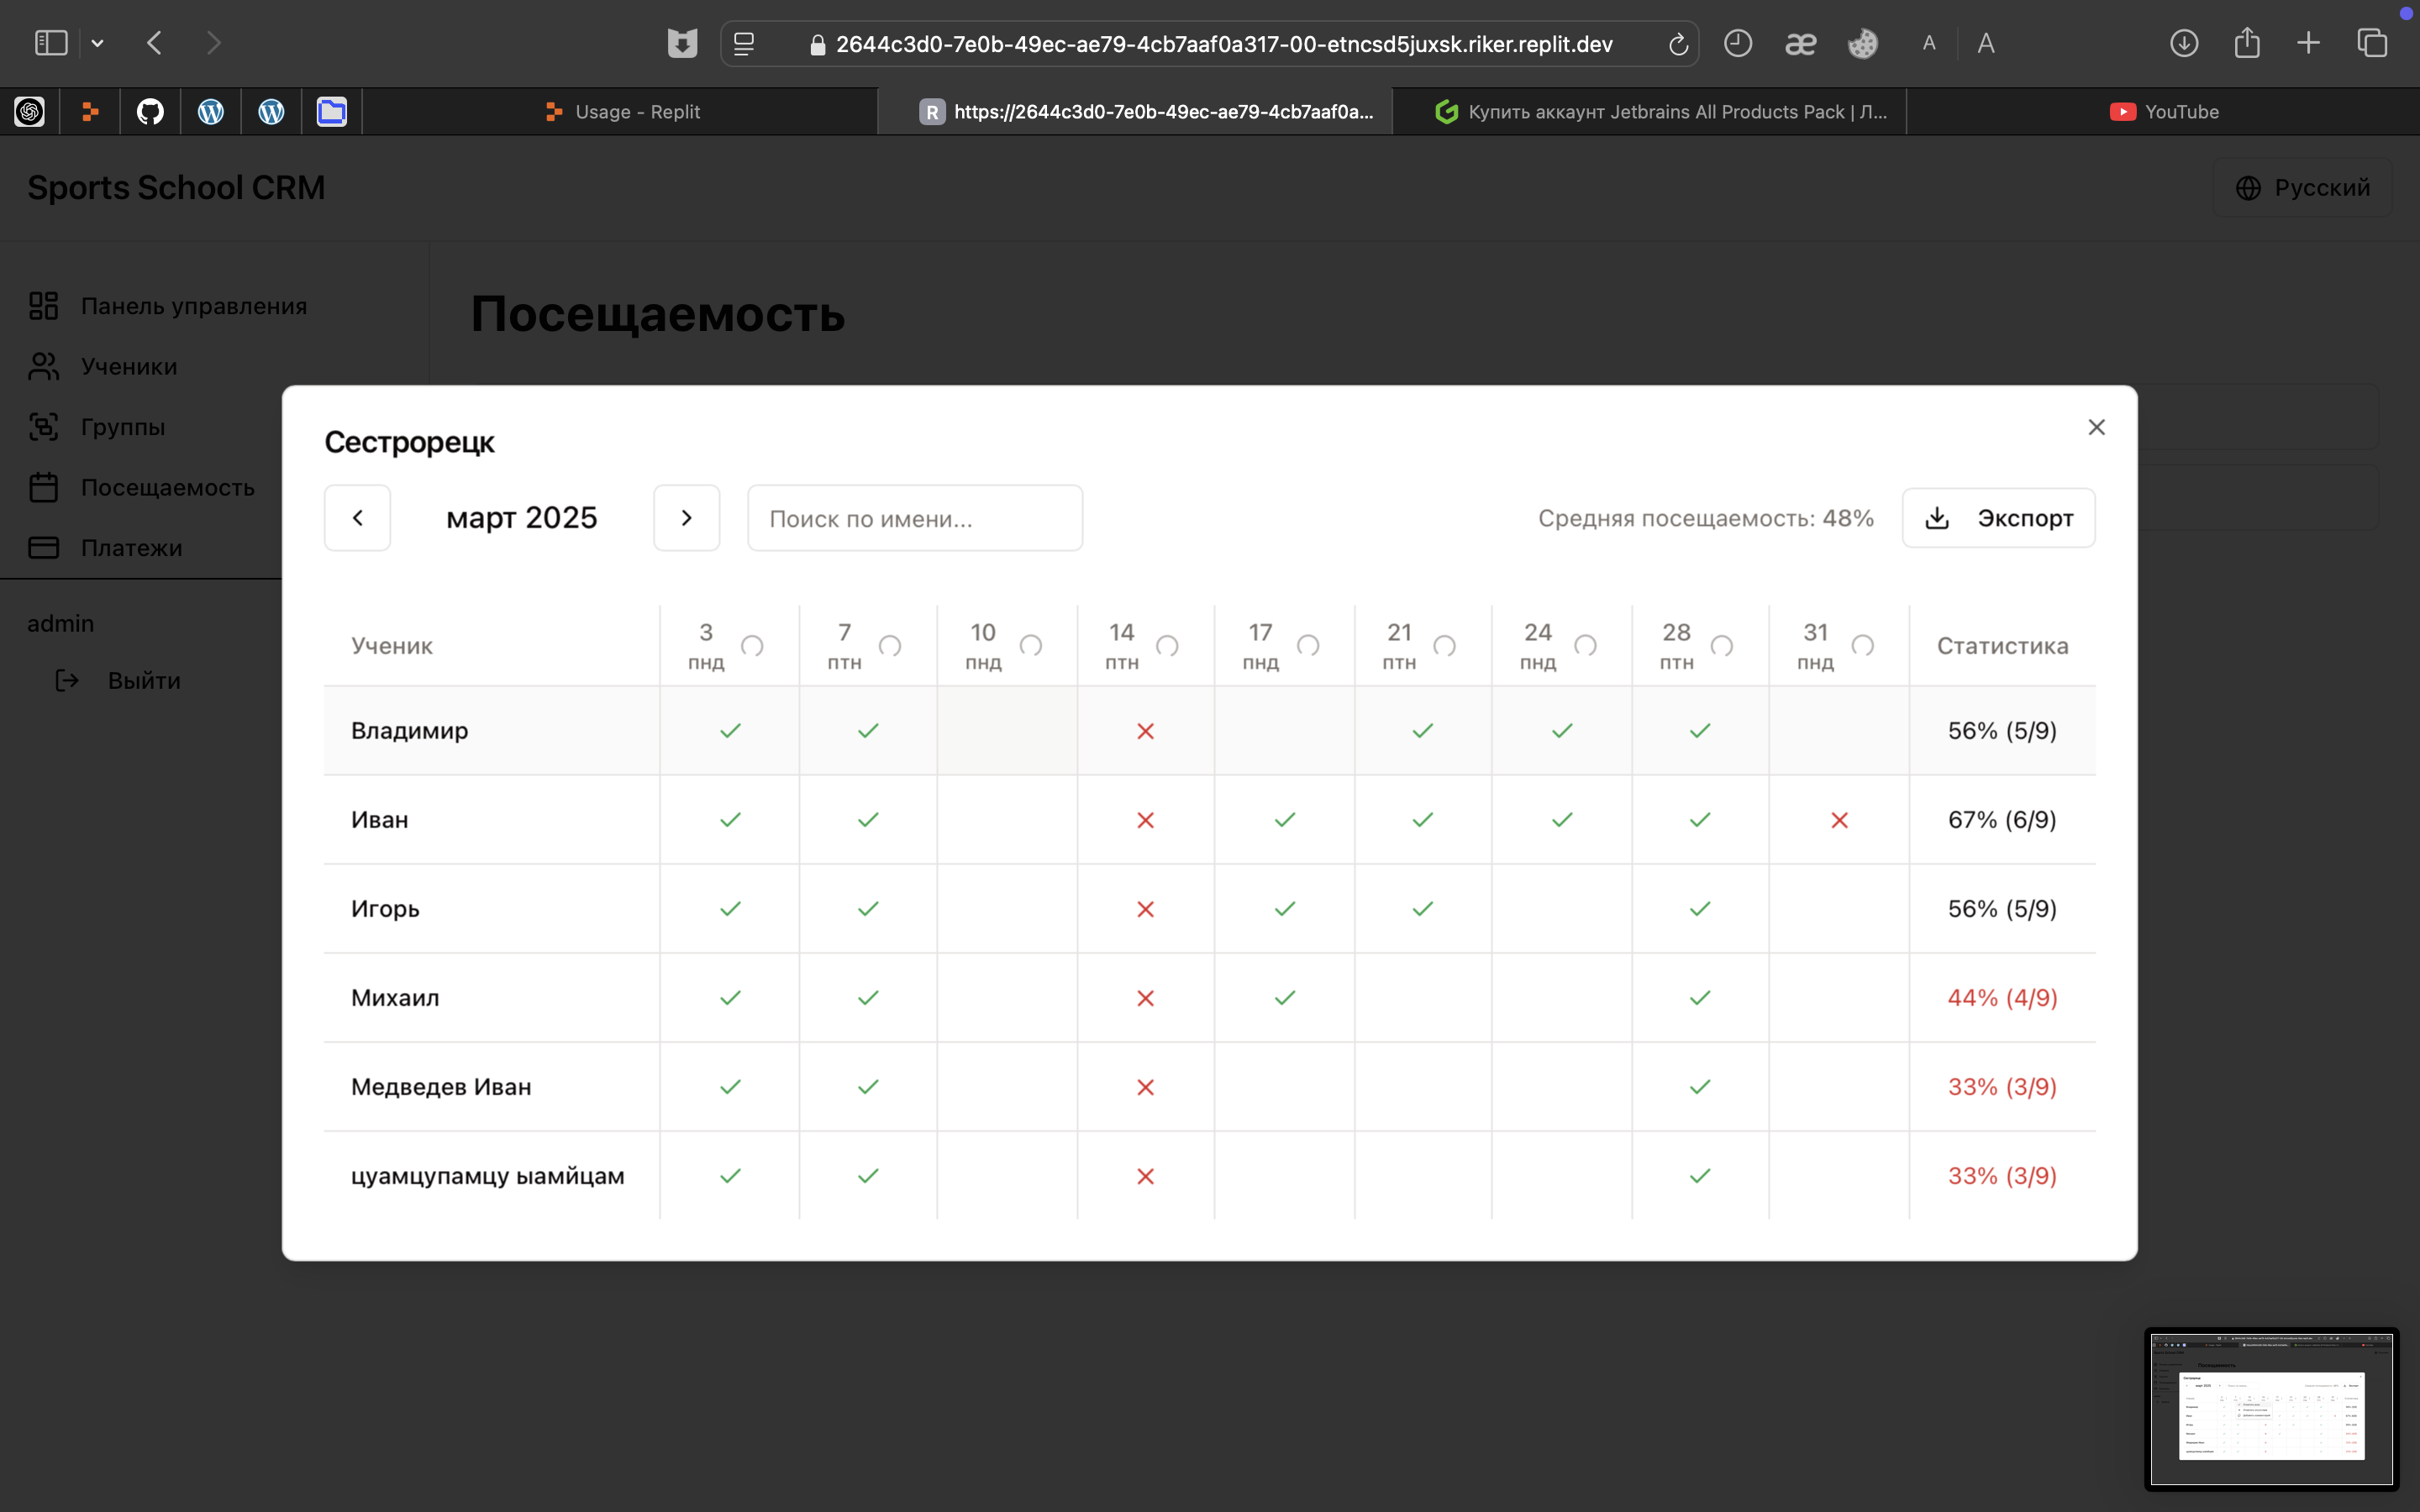 2644c3d0-7e0b-49ec-ae79-4cb7aaf0a317-00-etncsd5juxsk.riker.replit.dev
æ A A
Usage - Replit
R https://2644c3d0-7e0b-49ec-ae79-4cb7aaf0a...
Купить аккаунт Jetbrains All Products Pack | Л...
YouTube
Sports School CRM
Русский
Панель управления
Ученики
Группы
Посещаемость
Платежи
admin
Выйти
Посещаемость
Сестрорецк
март 2025
Поиск по имени...
Средняя посещаемость: 48%
Экспорт
Ученик 3 пнд 7 птн 10 пнд 14 птн 17 пнд 21 птн 24 пнд 28 птн 31 пнд Статистика
Владимир 56% (5/9)
Иван 67% (6/9)
Игорь 56% (5/9)
Михаил 44% (4/9)
Медведев Иван 33% (3/9)
цуамцупамцу ыамйцам 33% (3/9)